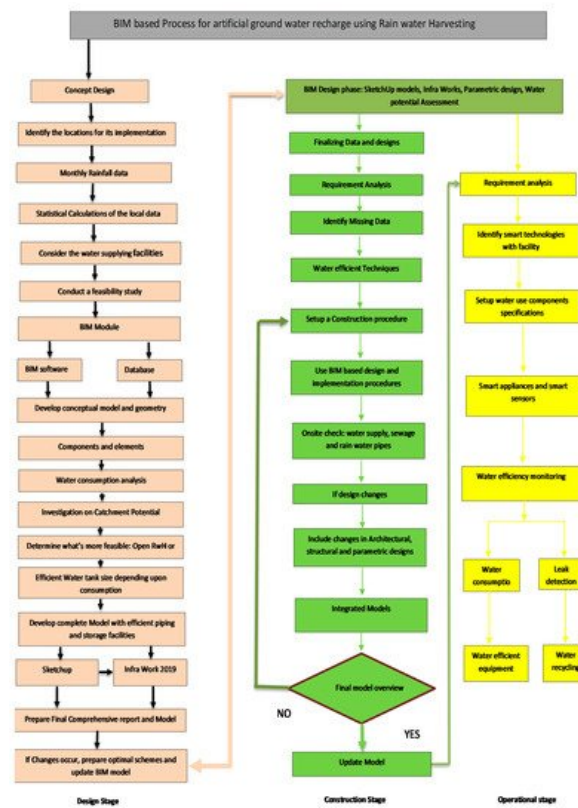 BIM based Process for artificial ground water recharge using Rain water Harvesting
Concept Design
Identify the locations for its implementation
Monthly Rainfall data
Statistical Calculations of the local data
Consider the water supplying facilities
Conduct a feasibility study
BIM Module
BIM software
Database
Develop conceptual model and geometry
Components and elements
Water consumption analysis
Investigation on Catchment Potential
Determine what's more feasible: Open RwH or
Efficient Water tank size depending upon
consumption
Develop complete Model with efficient piping
and storage facilities
Sketchup
Infra Work 2019
Prepare Final Comprehensive report and Model
If Changes occur, prepare optimal schemes and
update BIM model
Design Stage
BIM Design phase: SketchUp models, Infra Works, Parametric design, Water
potential Assessment
Finalizing Data and designs
Requirement Analysis
Identify Missing Data
Water efficient Techniques
Setup a Construction procedure
Use BIM based design and
implementation procedures
Onsite check: water supply, sewage
and rain water pipes
If design changes
Include changes in Architectural,
structural and parametric designs
Integrated Models
Final model overview
NO
YES
Update Model
Construction Stage
Requirement analysis
Identify smart technologies
with facility
Setup water use components
specifications
Smart appliances and smart
sensors
Water efficiency monitoring
Water
consumptio
Leak
detection
Water efficient
equipment
Water
recycling
Operational stage